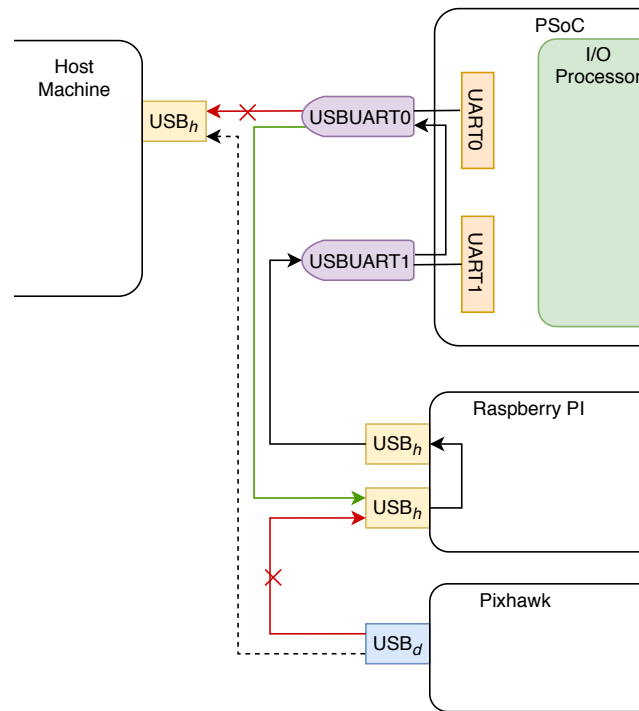 PSoC
I/O
Processor
Host
Machine
USBh
USBUART0
UART0
USBUART1
UART1
Raspberry PI
USBh
USBh
Pixhawk
USBd